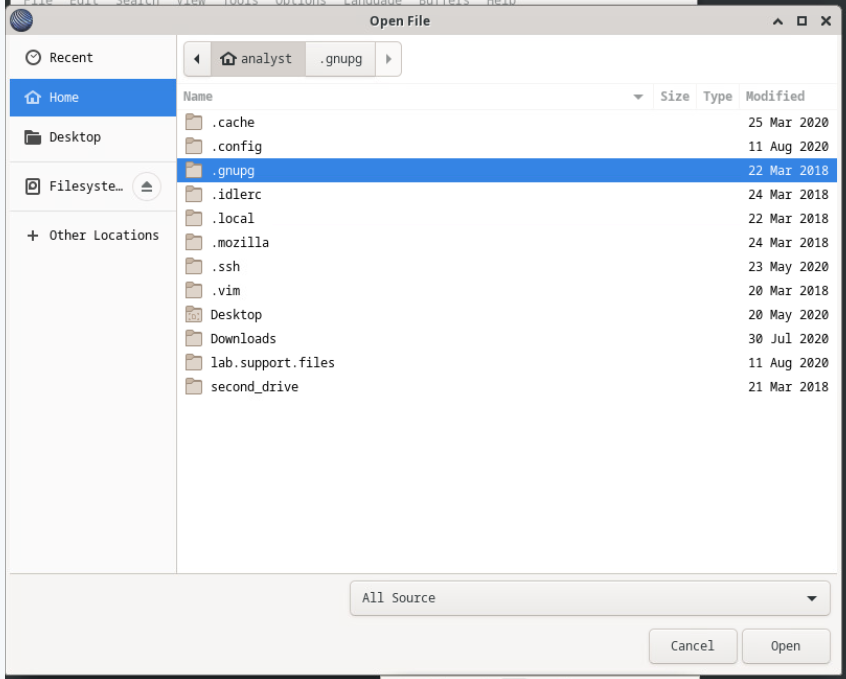 File Edit Search View Tools Options Language Buffers Help
Open File
Recent
analyst .gnupg
Home
Name Size Type Modified
.cache 25 Mar 2020
Desktop
.config 11 Aug 2020
.gnupg 22 Mar 2018
Filesyste…
.idlerc 24 Mar 2018
.local 22 Mar 2018
+ Other Locations
.mozilla 24 Mar 2018
.ssh 23 May 2020
.vim 20 Mar 2018
Desktop 20 May 2020
Downloads 30 Jul 2020
lab.support.files 11 Aug 2020
second_drive 21 Mar 2018
All Source
Cancel Open